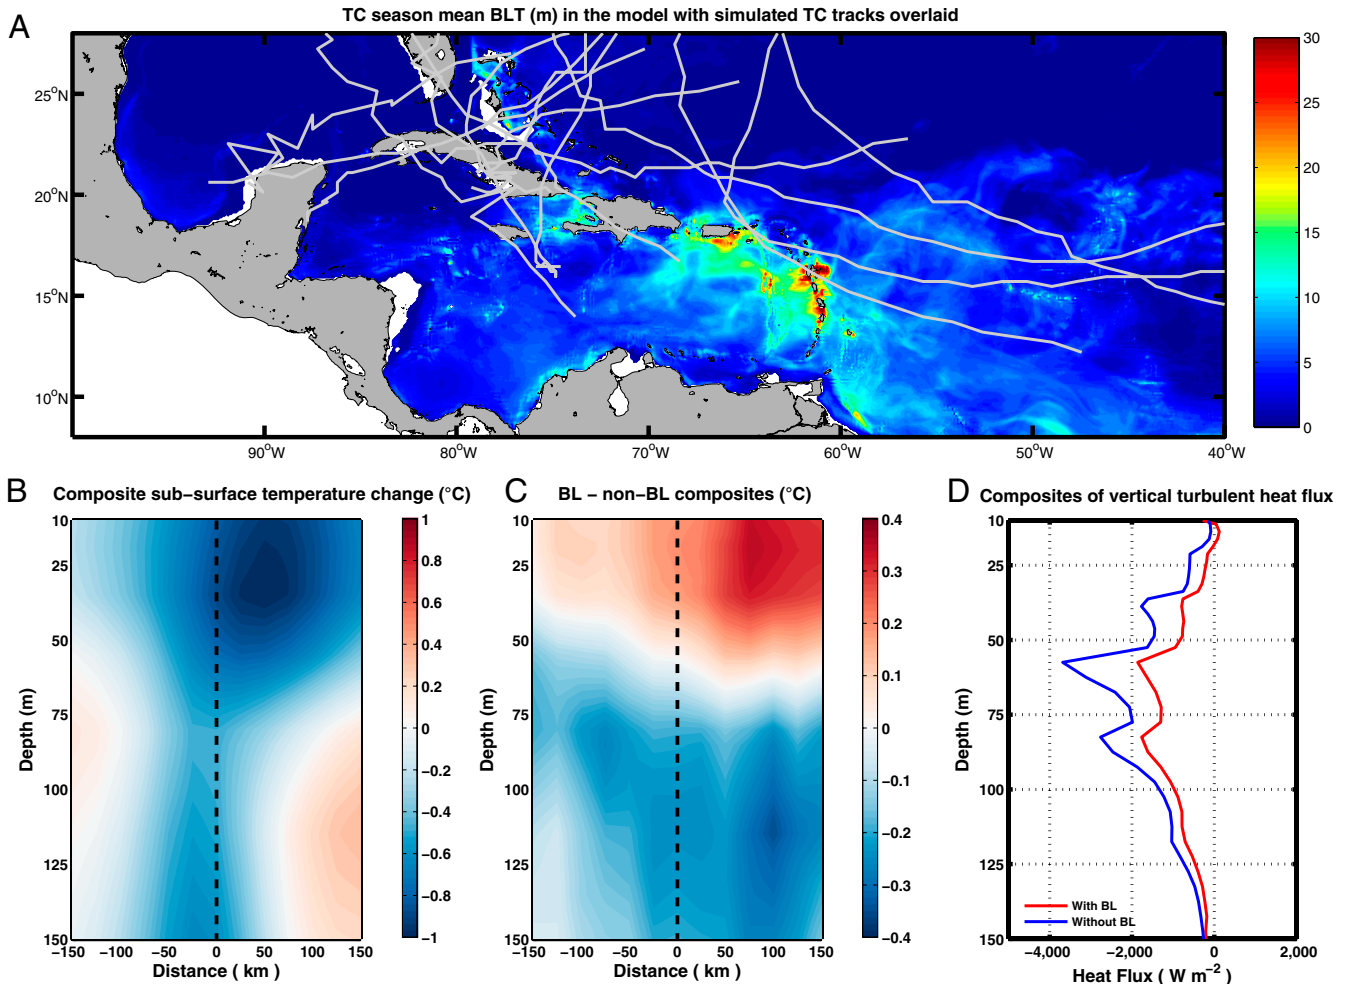 A
TC season mean BLT (m) in the model with simulated TC tracks overlaid
25°N
20°N
15°N
10°N
90°W
80°W
70°W
60°W
50°W
40°W
30
25
20
15
10
5
0
B
Composite sub−surface temperature change (°C)
10
25
50
75
100
125
150
Depth (m)
−150
−100
−50
0
50
100
150
Distance ( km )
1
0.8
0.6
0.4
0.2
0
−0.2
−0.4
−0.6
−0.8
−1
C
BL − non−BL composites (°C)
10
25
50
75
100
125
150
Depth (m)
−150
−100
−50
0
50
100
150
Distance ( km )
0.4
0.3
0.2
0.1
0
−0.1
−0.2
−0.3
−0.4
D
Composites of vertical turbulent heat flux
10
25
50
75
100
125
150
Depth (m)
With BL
Without BL
−4,000
−2,000
0
2,000
Heat Flux ( W m−2 )